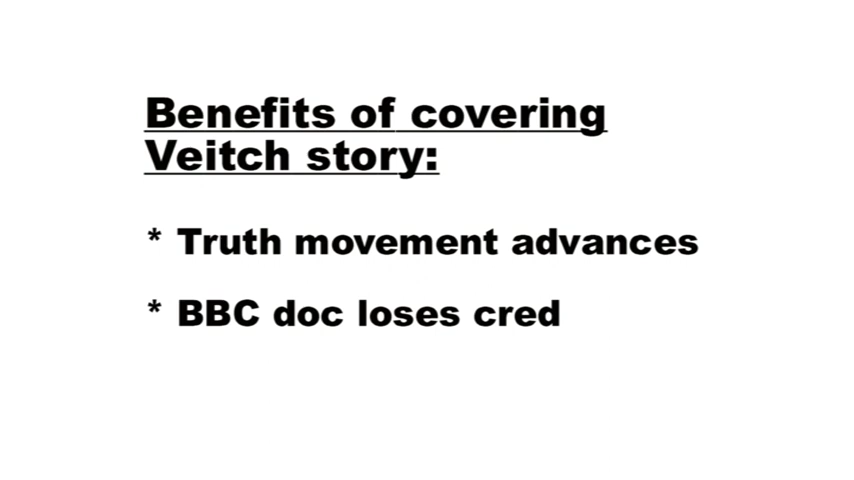 Benefits of covering
Veitch story:
* Truth movement advances
* BBC doc loses cred